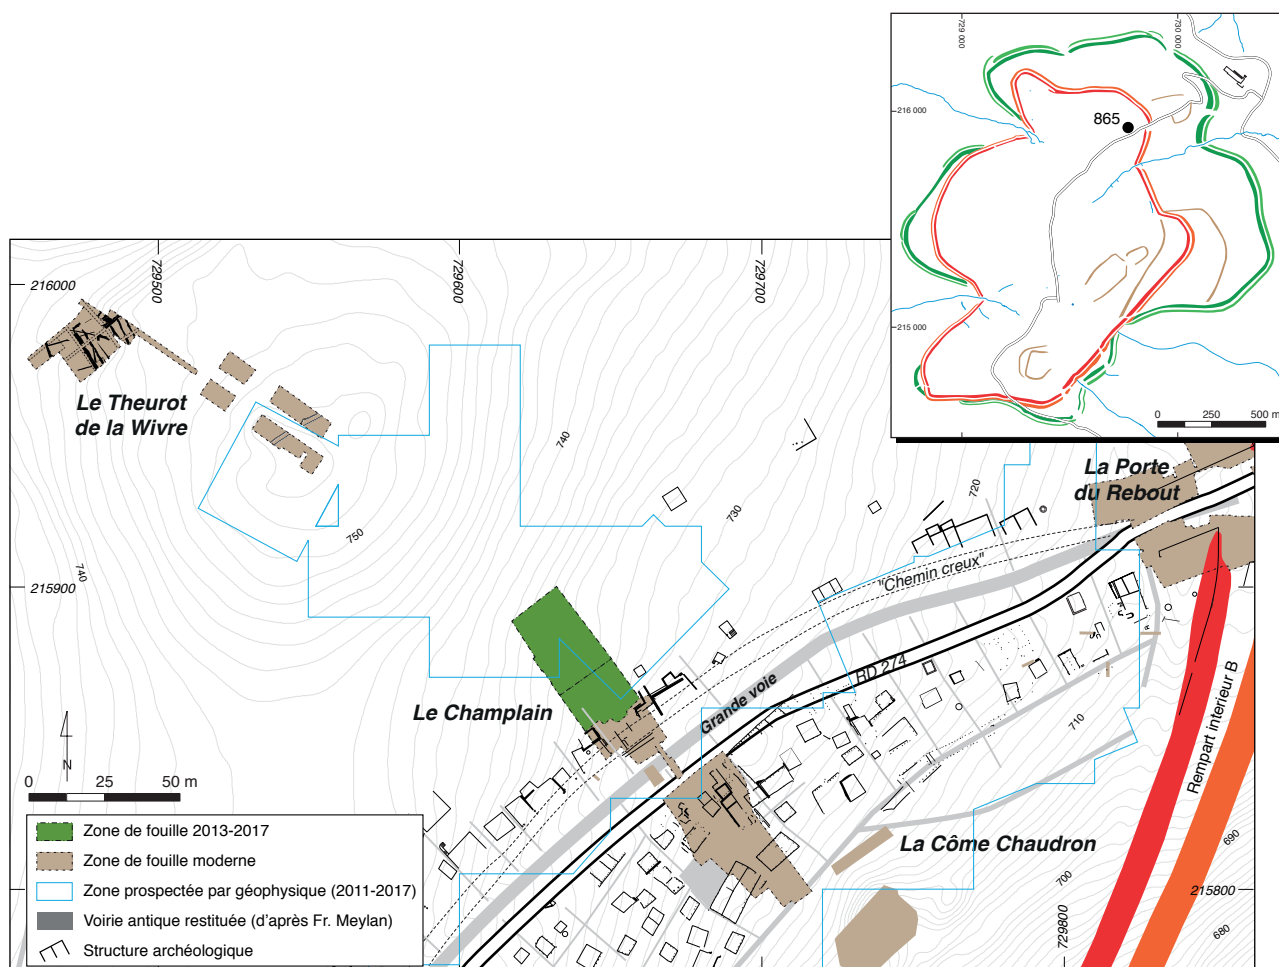 729 000
730 000
216 000
865
215 000
0 250 500 m
729500
729600
729700
216000
Le Theurot
de la Wivre
740
La Porte
du Rebout
720
730
750
740
"Chemin creux"
215900
RD 274
Grande voie
Le Champlain
710
Rempart interieur B
N
0 25 50 m
La Côme Chaudron
690
700
215800
729800
680
Zone de fouille 2013-2017
Zone de fouille moderne
Zone prospectée par géophysique (2011-2017)
Voirie antique restituée (d'après Fr. Meylan)
Structure archéologique